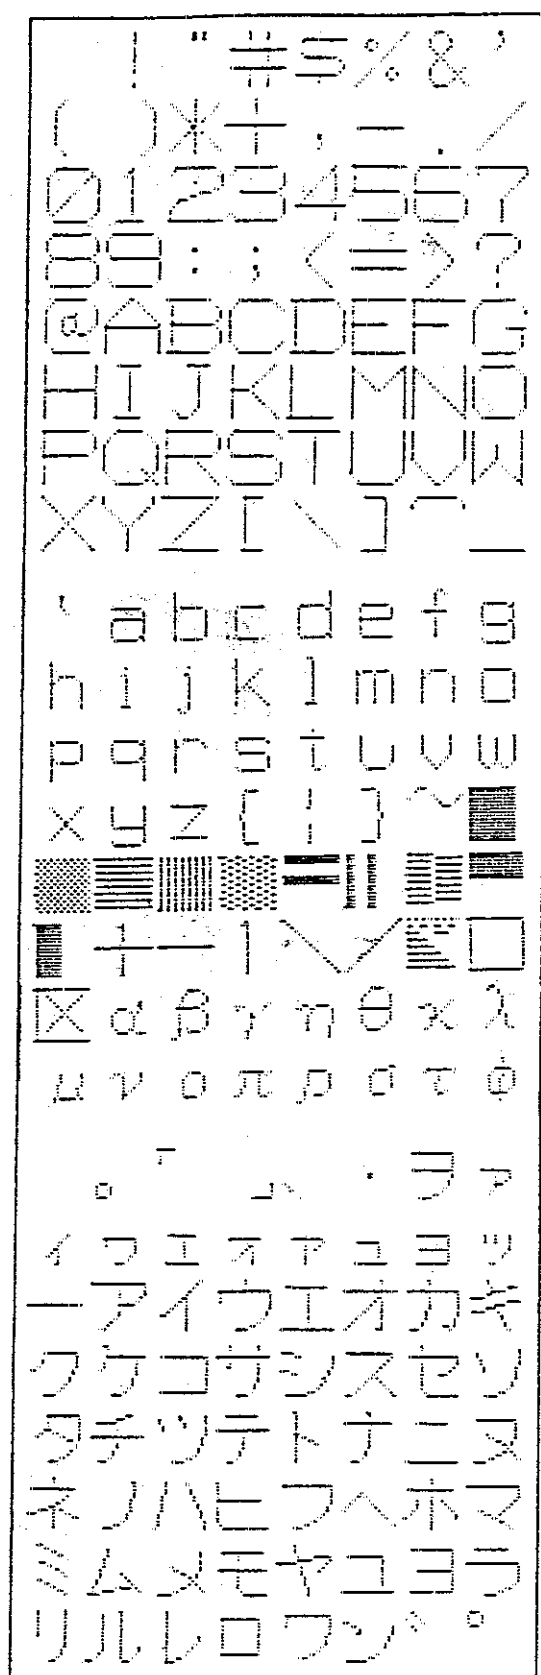 ! " # $ % & '
( ) * + , - . /
0 1 2 3 4 5 6 7
8 9 : ; < = > ?
@ A B C D E F G
H I J K L M N O
P Q R S T U V W
X Y Z [ \ ] ^ _
` a b c d e f g
h i j k l m n o
p q r s t u v w
x y z { ¦ } ~
α β γ η θ χ λ
μ ν ο π ρ σ τ φ
。 「 」 、 ・ ヲ ァ
ィ ゥ ェ ォ ャ ュ ョ ッ
ー ア イ ウ エ オ カ キ
ク ケ コ サ シ ス セ ソ
タ チ ツ テ ト ナ ニ ヌ
ネ ノ ハ ヒ フ ヘ ホ マ
ミ ム メ モ ヤ ユ ヨ ラ
リ ル レ ロ ワ ン ゛ ゜